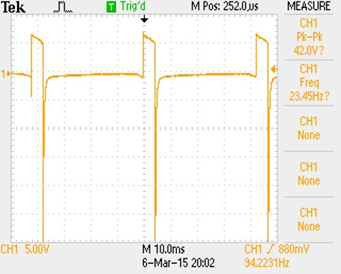 Tek Trig'd M Pos: 252.0µs MEASURE
CH1
Pk-Pk
42.0V?
CH1
Freq
23.45Hz?
CH1
None
CH1
None
CH1
None
1
CH1 5.00V M 10.0ms CH1 880mV
6-Mar-15 20:02 94.2231Hz